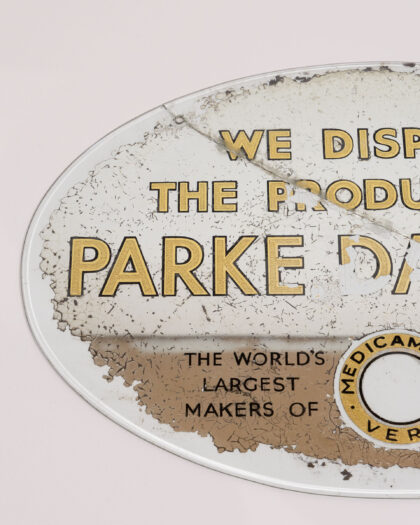 WE DISP
THE PRODU
PARKE DA
THE WORLD'S
LARGEST
MAKERS OF
MEDICAM
VER